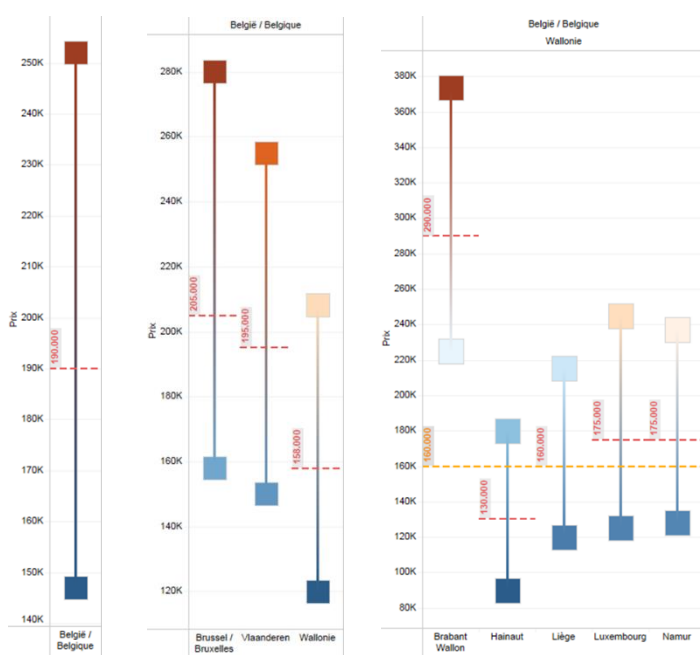 250K
240K
230K
220K
210K
200K
190K
180K
170K
160K
150K
140K
Prix
190.000
België /
Belgique
België / Belgique
280K
260K
240K
220K
200K
180K
160K
140K
120K
Prix
205.000
195.000
158.000
Brussel /
Bruxelles
Vlaanderen
Wallonie
België / Belgique
Wallonie
380K
360K
340K
320K
300K
280K
260K
240K
220K
200K
180K
160K
140K
120K
100K
80K
Prix
290.000
160.000
130.000
160.000
175.000
175.000
Brabant
Wallon
Hainaut
Liège
Luxembourg
Namur